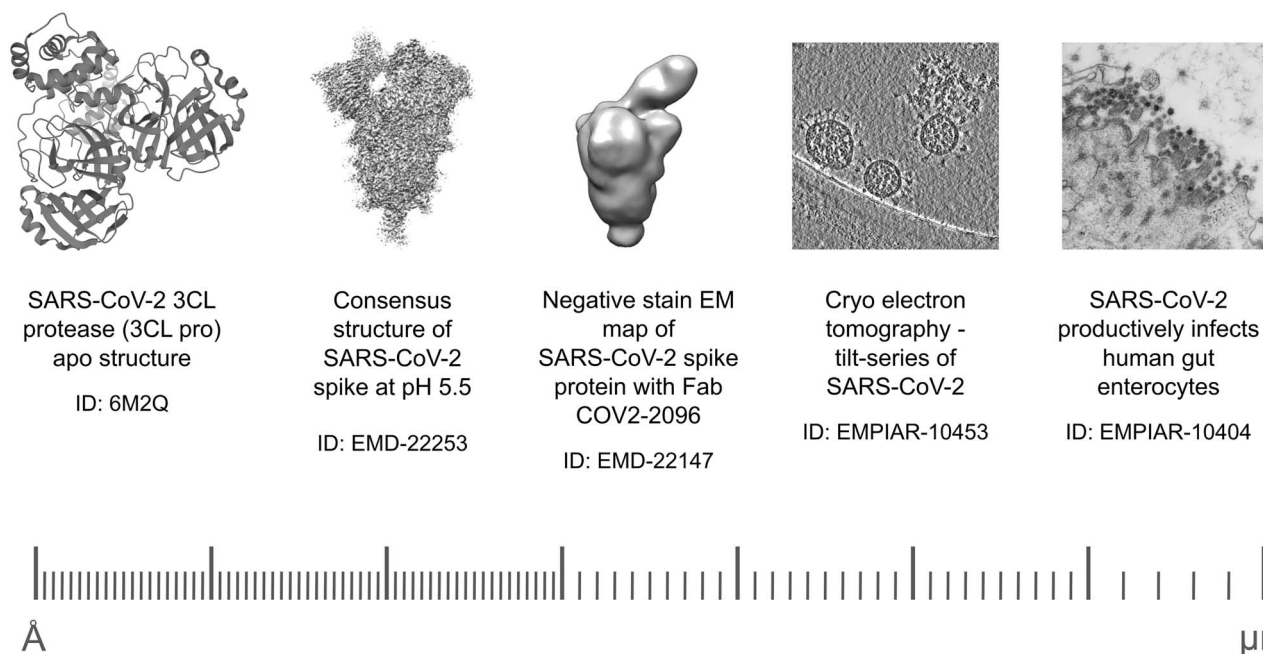 SARS-CoV-2 3CL
protease (3CL pro)
apo structure
ID: 6M2Q
Consensus
structure of
SARS-CoV-2
spike at pH 5.5
ID: EMD-22253
Negative stain EM
map of
SARS-CoV-2 spike
protein with Fab
COV2-2096
ID: EMD-22147
Cryo electron
tomography -
tilt-series of
SARS-CoV-2
ID: EMPIAR-10453
SARS-CoV-2
productively infects
human gut
enterocytes
ID: EMPIAR-10404
Å